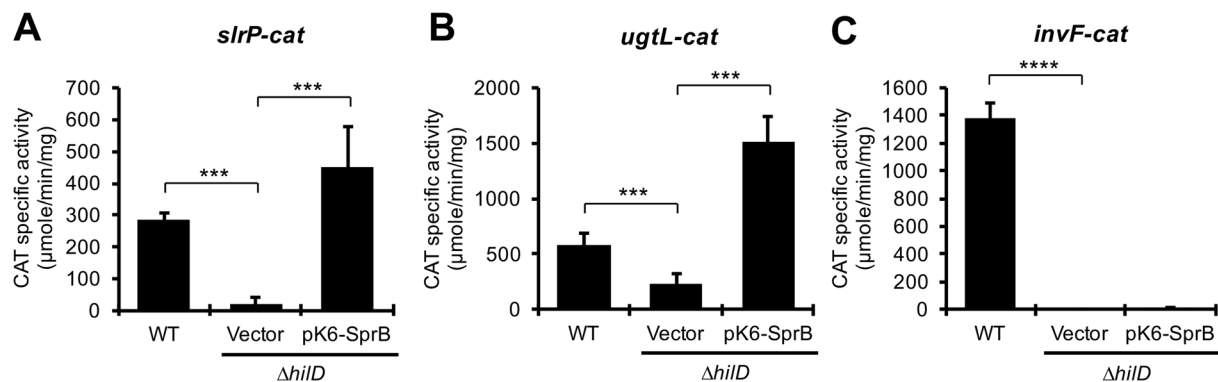 A
slrP-cat
CAT specific activity
(μmole/min/mg)
700
600
500
400
300
200
100
0
***
***
WT
Vector
pK6-SprB
ΔhilD
B
ugtL-cat
CAT specific activity
(μmole/min/mg)
2000
1500
1000
500
0
***
***
WT
Vector
pK6-SprB
ΔhilD
C
invF-cat
CAT specific activity
(μmole/min/mg)
1600
1400
1200
1000
800
600
400
200
0
****
WT
Vector
pK6-SprB
ΔhilD